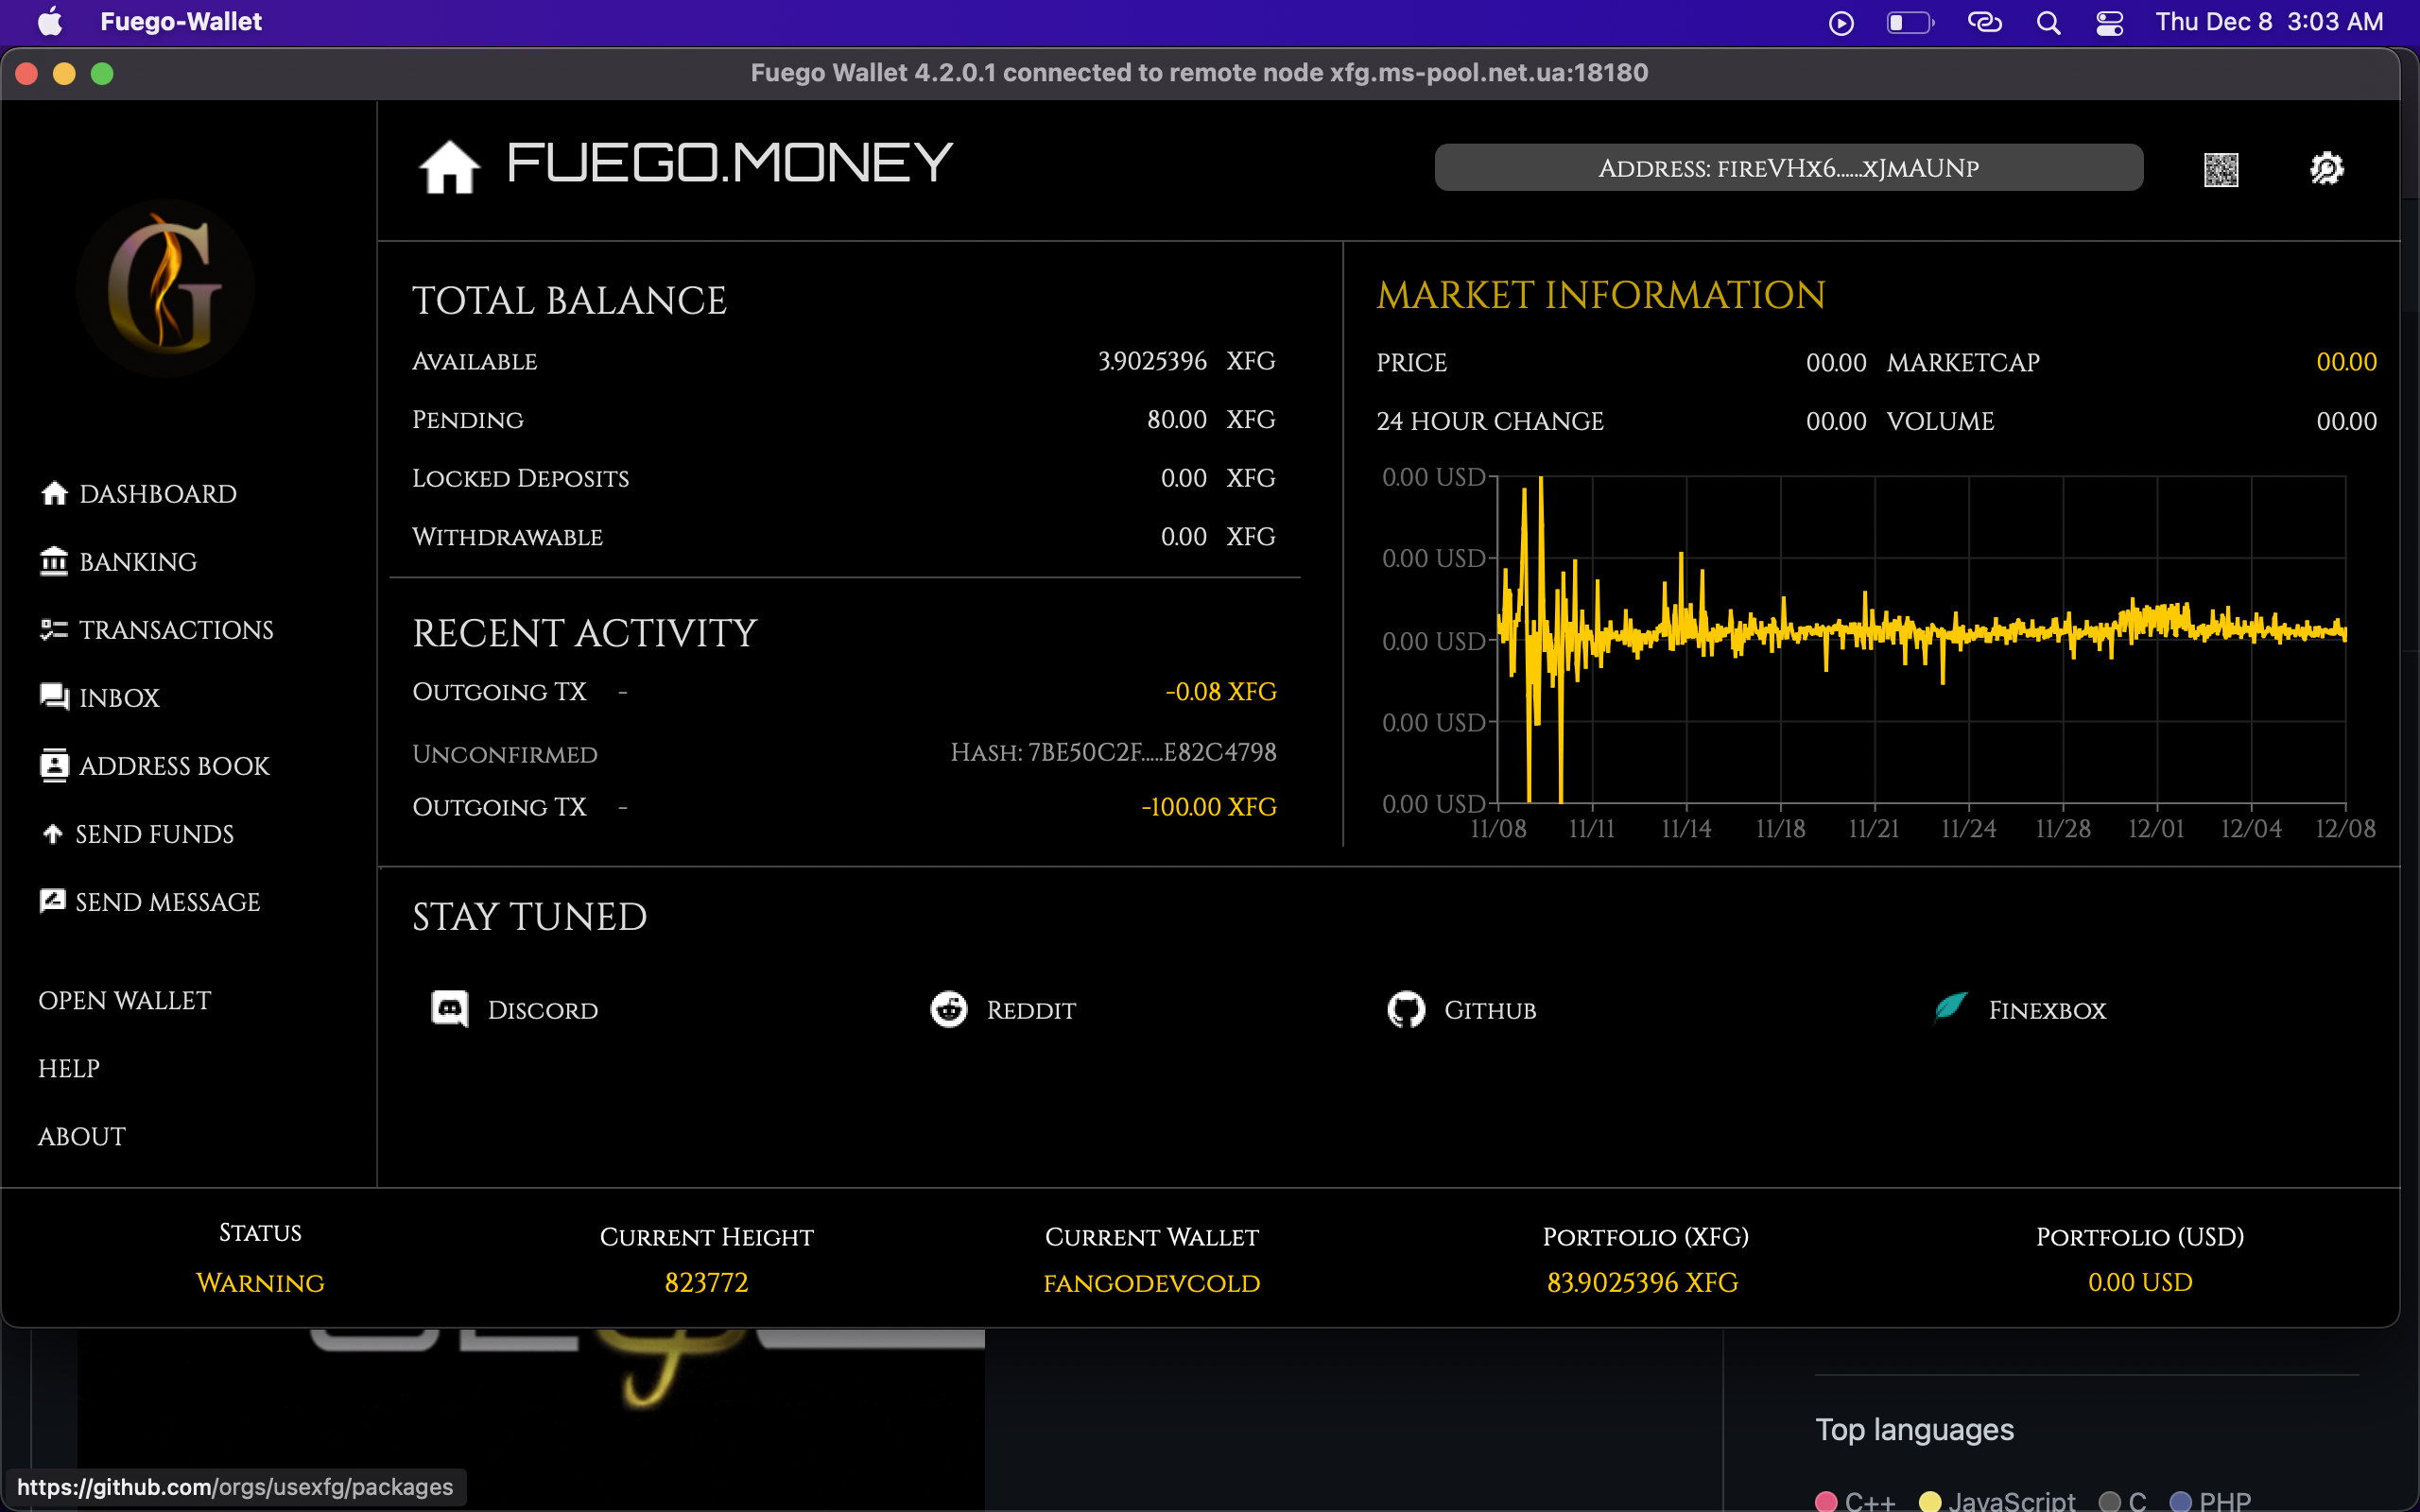 Fuego-Wallet
Thu Dec 8 3:03 AM
Fuego Wallet 4.2.0.1 connected to remote node xfg.ms-pool.net.ua:18180
FUEGO.MONEY
Address: fireVHx6......xJmAUNp
G
DASHBOARD
BANKING
TRANSACTIONS
INBOX
ADDRESS BOOK
SEND FUNDS
SEND MESSAGE
OPEN WALLET
HELP
ABOUT
TOTAL BALANCE
Available 3.9025396 XFG
Pending 80.00 XFG
Locked Deposits 0.00 XFG
Withdrawable 0.00 XFG
RECENT ACTIVITY
Outgoing TX - -0.08 XFG
Unconfirmed Hash: 7BE50C2F.....E82C4798
Outgoing TX - -100.00 XFG
MARKET INFORMATION
PRICE 00.00 MARKETCAP 00.00
24 HOUR CHANGE 00.00 VOLUME 00.00
0.00 USD
0.00 USD
0.00 USD
0.00 USD
0.00 USD
11/08 11/11 11/14 11/18 11/21 11/24 11/28 12/01 12/04 12/08
STAY TUNED
Discord Reddit Github Finexbox
Status Current Height Current Wallet Portfolio (XFG) Portfolio (USD)
Warning 823772 fangodevcold 83.9025396 XFG 0.00 USD
Top languages
C++ JavaScript C PHP
https://github.com/orgs/usexfg/packages